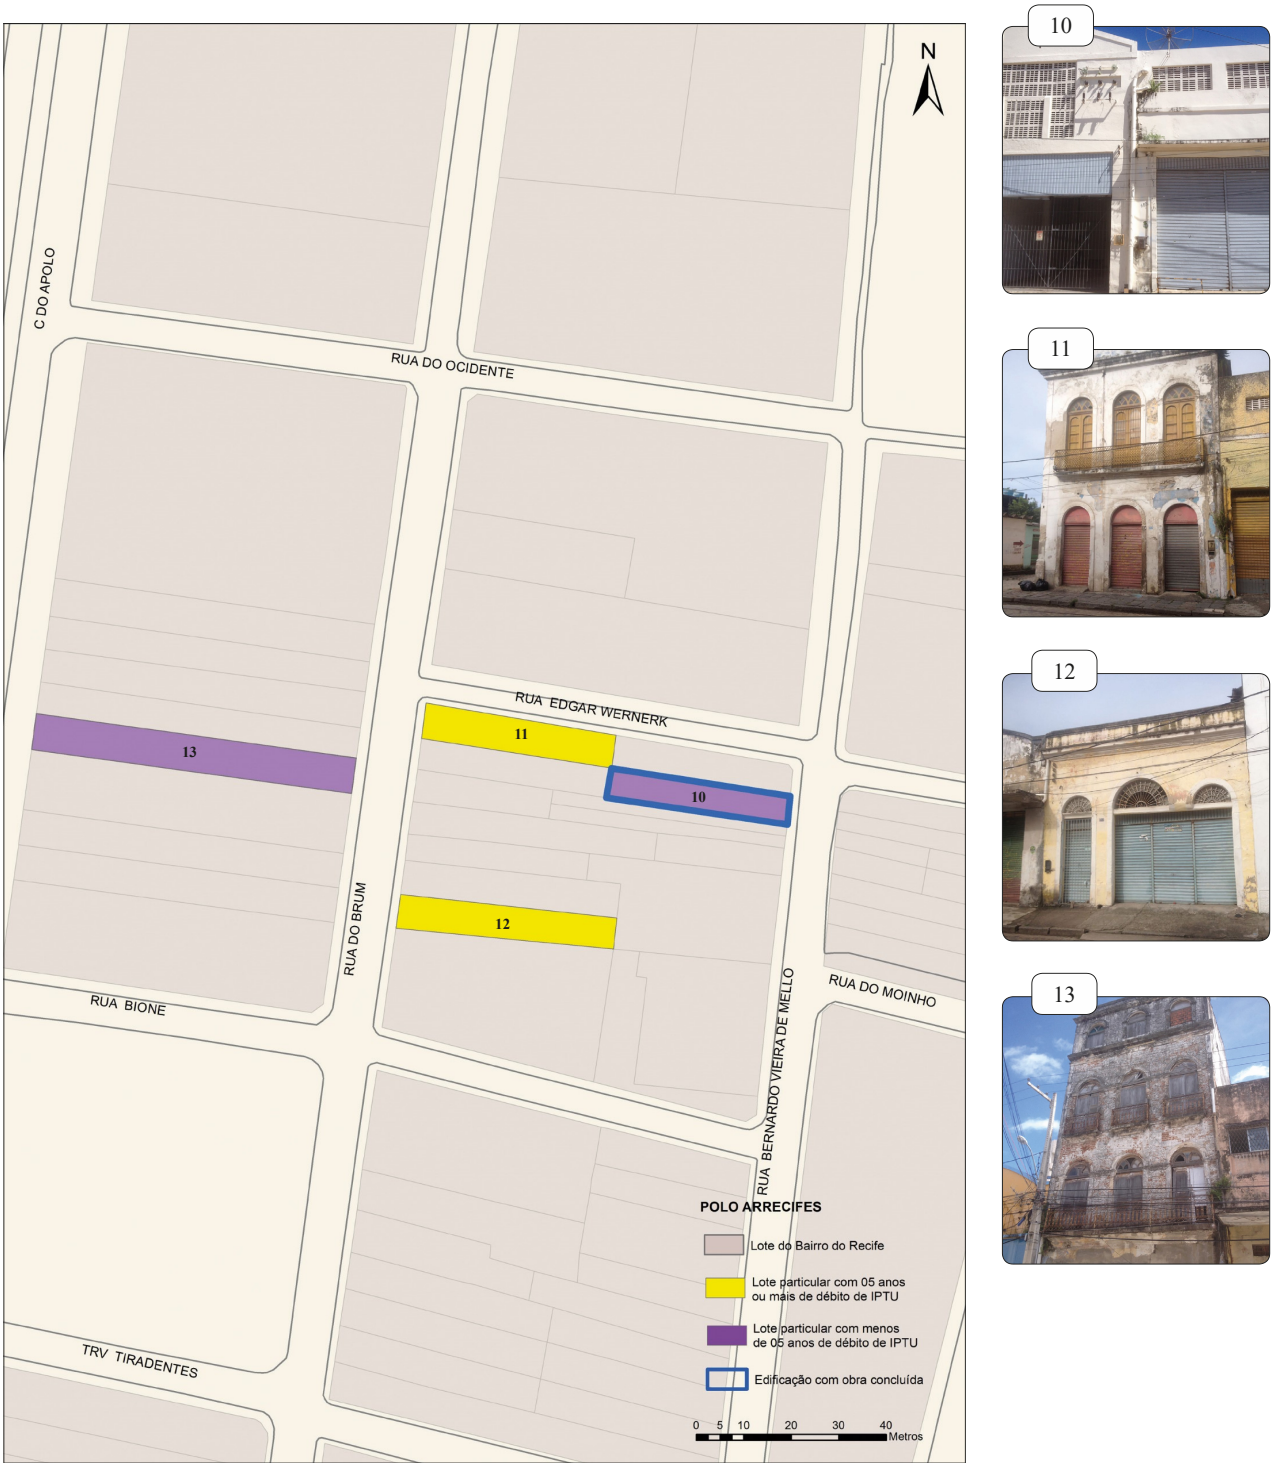 N
C DO APOLO
RUA DO OCIDENTE
RUA EDGAR WERNERK
11
10
13
12
RUA DO BRUM
RUA BIONE
RUA DO MOINHO
RUA BERNARDO VIEIRA DE MELLO
TRV TIRADENTES
POLO ARRECIFES
Lote do Bairro do Recife
Lote particular com 05 anos
ou mais de débito de IPTU
Lote particular com menos
de 05 anos de débito de IPTU
Edificação com obra concluída
0 5 10 20 30 40
Metros
10
11
12
13